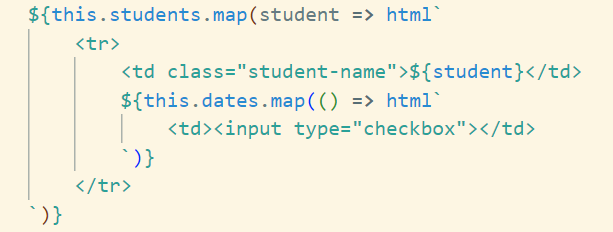 ${this.students.map(student => html`
<tr>
<td class="student-name">${student}</td>
${this.dates.map(() => html`
<td><input type="checkbox"></td>
`)}
</tr>
`)}